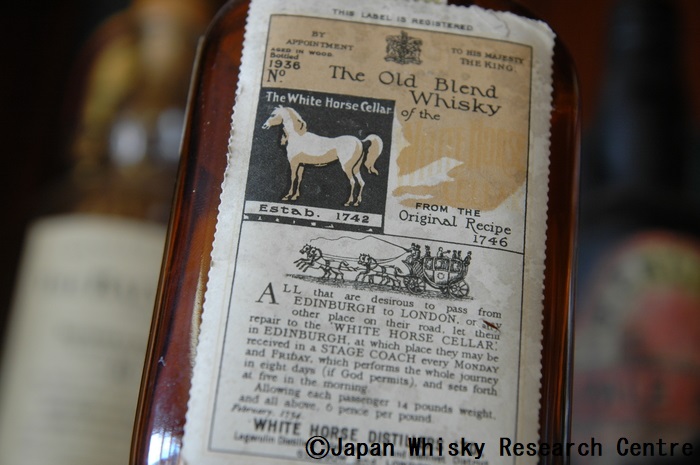 THIS LABEL IS REGISTERED
BY APPOINTMENT
TO HIS MAJESTY THE KING.
AGED IN WOOD.
Bottled
1936
No
The Old Blend
Whisky
of the
The White Horse Cellar
Estab. 1742
FROM THE
Original Recipe
1746
ALL that are desirous to pass from
EDINBURGH to LONDON, or any
other place on their road, let them
repair to the "WHITE HORSE CELLAR"
in EDINBURGH, at which place they may be
received in a STAGE COACH every MONDAY
and FRIDAY, which performs the whole journey
in eight days (if God permits), and sets forth
at five in the morning.
Allowing each passenger 14 pounds weight,
and all above, 6 pence per pound.
February, 1754.
WHITE HORSE DISTIL
©Japan Whisky Research Centre